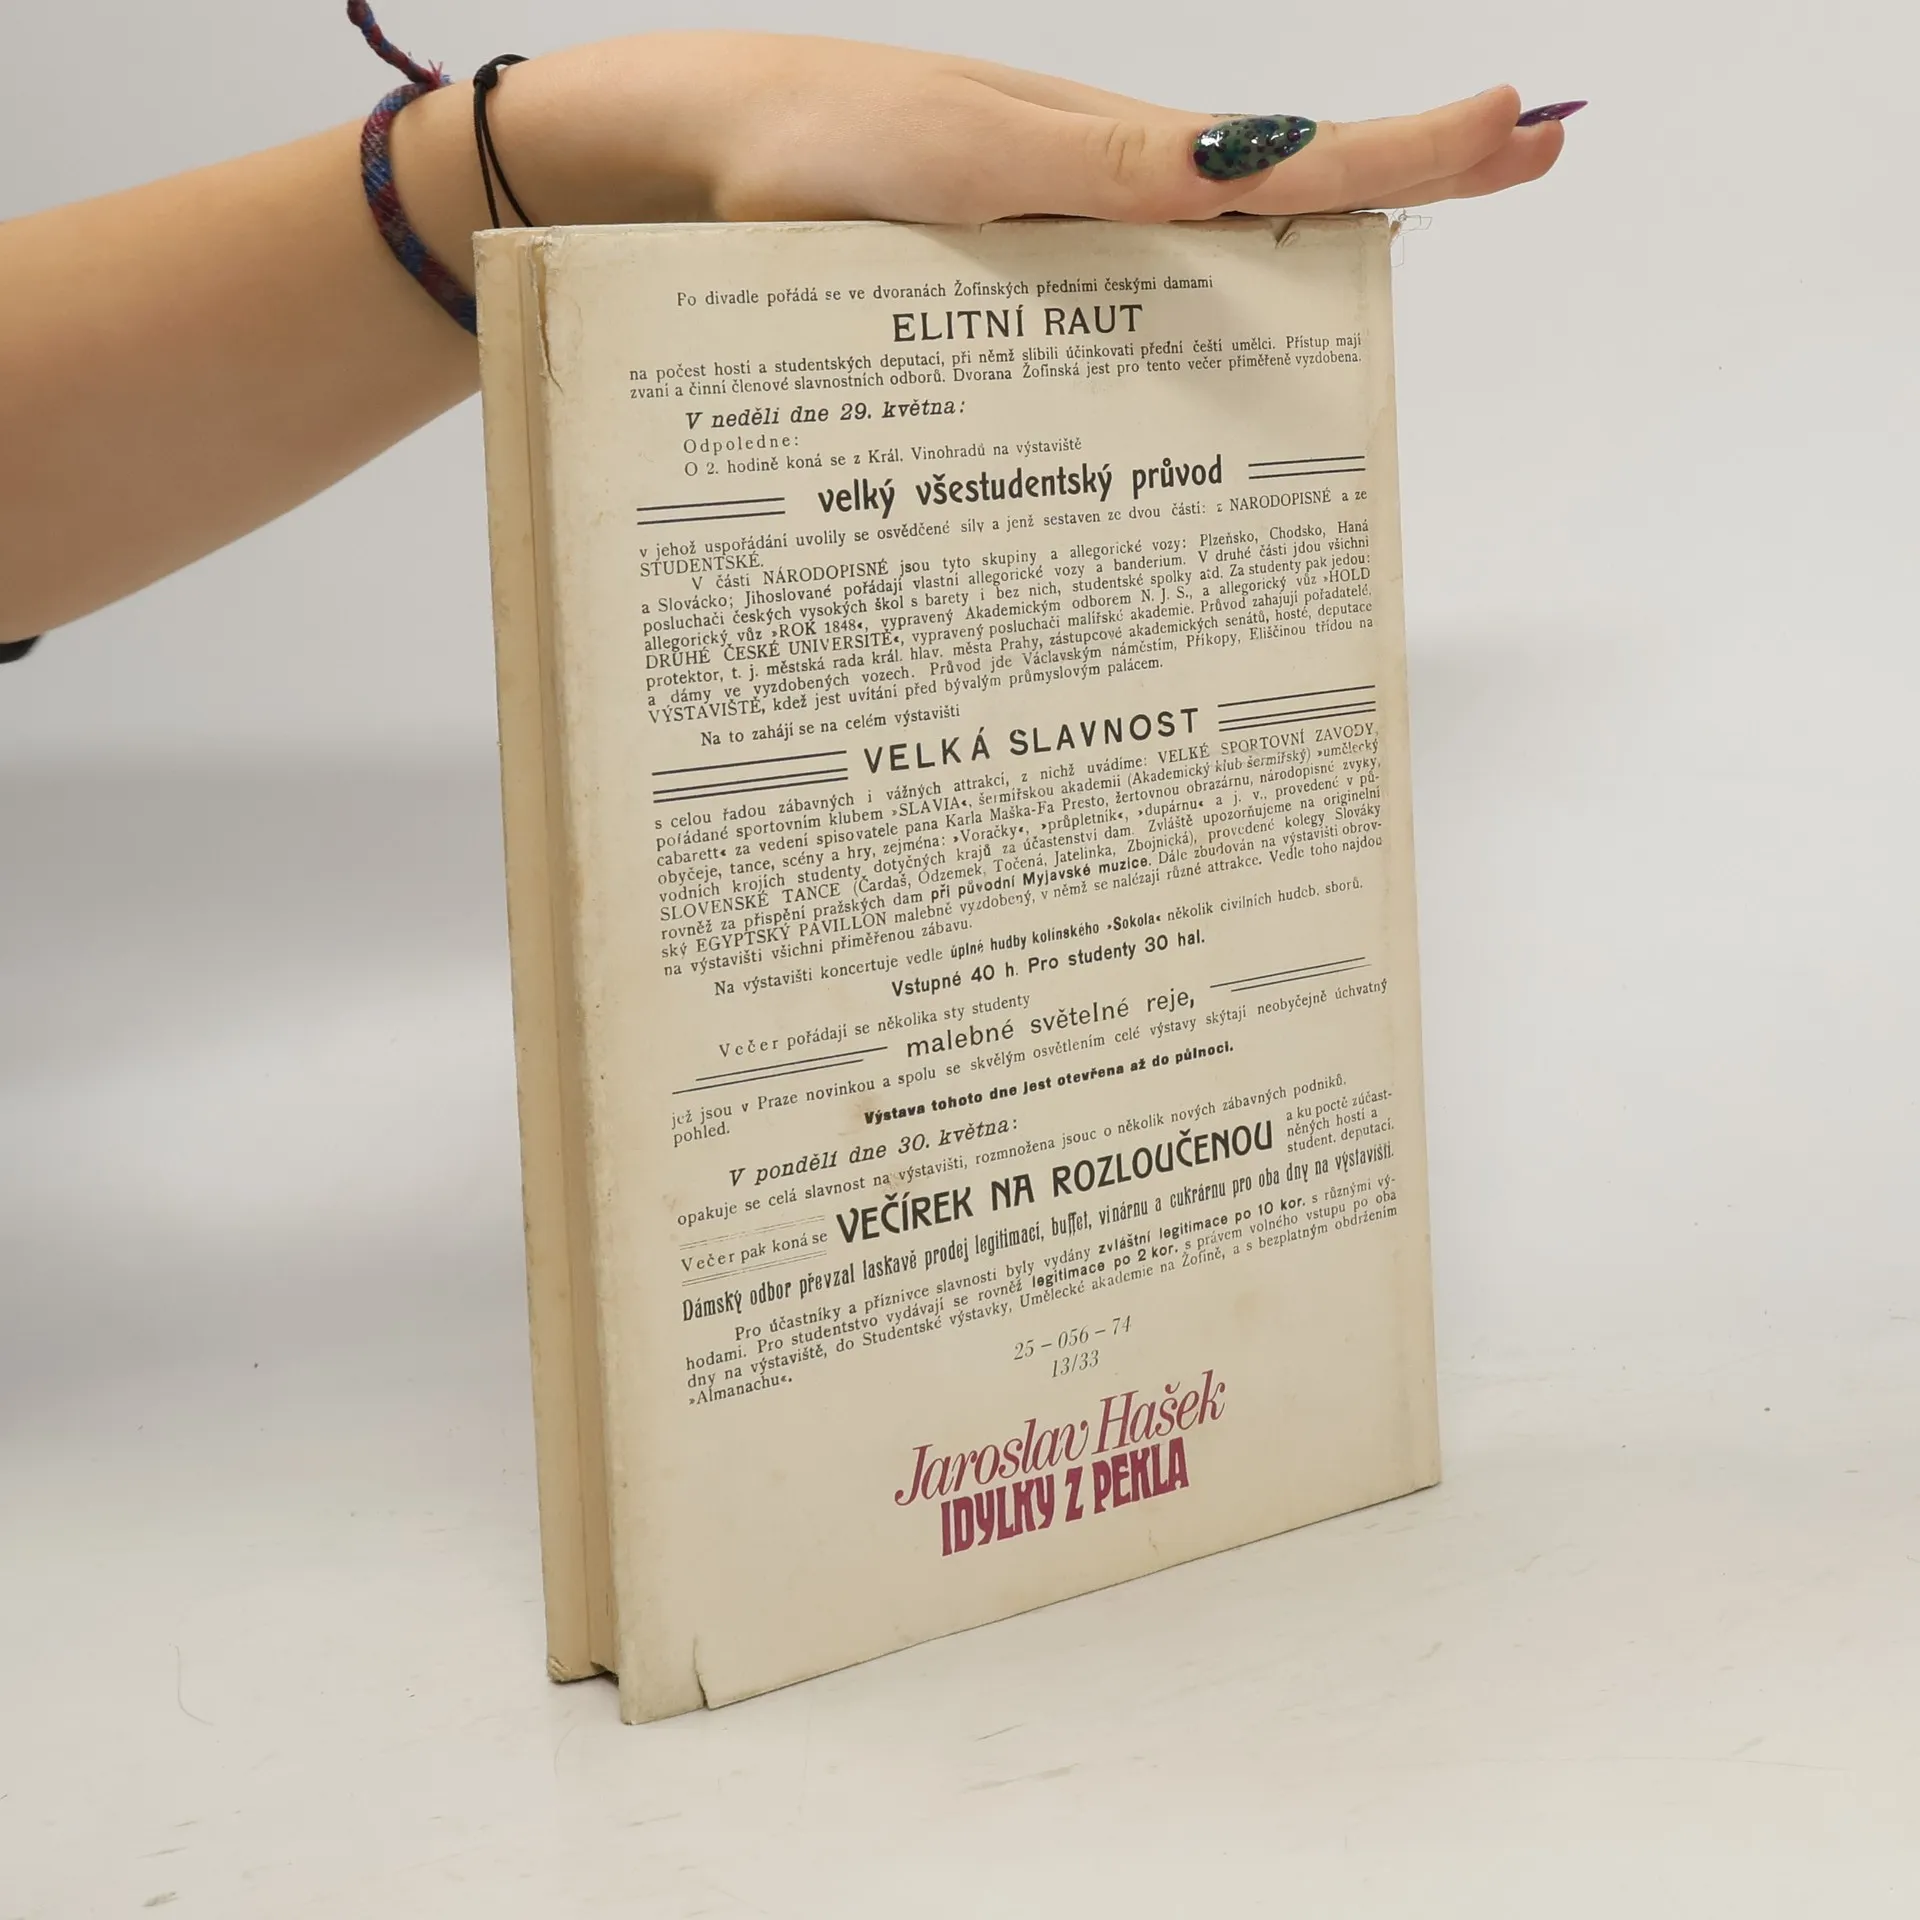 Po divadle pořádá se ve dvoranách Žofínských předními českými damami
ELITNÍ RAUT
na počest hostí a studentských deputací, při němž slíbili účinkovati přední čeští umělci. Přístup mají
zvaní a činní členové slavnostních odborů. Dvorana Žofínská jest pro tento večer přiměřeně vyzdobena.
V neděli dne 29. května:
Odpoledne:
O 2. hodině koná se z Král. Vinohradů na výstaviště
velký všestudentský průvod
v jehož uspořádání uvolily se osvědčené síly a jenž sestaven ze dvou částí: z NARODOPISNÉ a ze
STUDENTSKÉ.
V části NÁRODOPISNÉ jsou tyto skupiny a allegorické vozy: Plzeňsko, Chodsko, Haná
a Slovácko; Jihoslované pořádají vlastní allegorické vozy a banderium. V druhé části jdou všichni
posluchači českých vysokých škol s barety i bez nich, studentské spolky atd. Za studenty pak jedou:
allegorický vůz »ROK 1848«, vypravený Akademickým odborem N. J. S., a allegorický vůz »HOLD
DRUHÉ ČESKÉ UNIVERSITĚ«, vypravený posluchači malířské akademie. Průvod zahajují pořadatelé,
protektor, t. j. městská rada král. hlav. města Prahy, zástupcové akademických senátů, hosté, deputace
a dámy ve vyzdobených vozech. Průvod jde Václavským náměstím, Příkopy, Eliščinou třídou na
VÝSTAVIŠTĚ, kdež jest uvítání před bývalým průmyslovým palácem.
Na to zahájí se na celém výstavišti
VELKÁ SLAVNOST
s celou řadou zábavných i vážných attrakcí, z nichž uvádíme: VELKÉ SPORTOVNÍ ZAVODY,
pořádané sportovním klubem »SLAVIA«, šermířskou akademii (Akademický klub šermířský) »umělecký
cabarett« za vedení spisovatele pana Karla Maška-Fa Presto, žertovnou obrazárnu, národopisné zvyky,
obyčeje, tance, scény a hry, zejména: »Voračky«, »průpletník«, »dupárnu« a j. v., provedené v pů-
vodních krojích studenty dotyčných krajů za účastenství dam. Zvláště upozorňujeme na originelní
SLOVENSKÉ TANCE (Čardaš, Odzemek, Točená, Jatelinka, Zbojnická), provedené kolegy Slováky
rovněž za přispění pražských dam při původní Myjavské muzice. Dále zbudován na výstavišti obrov-
ský EGYPTSKÝ PAVILLON malebně vyzdobený, v němž se nalézají různé attrakce. Vedle toho najdou
na výstavišti všichni přiměřenou zábavu.
Na výstavišti koncertuje vedle úplné hudby kolínského »Sokola« několik civilních hudeb. sborů.
Vstupné 40 h. Pro studenty 30 hal.
Večer pořádají se několika sty studenty
malebné světelné reje,
jež jsou v Praze novinkou a spolu se skvělým osvětlením celé výstavy skýtají neobyčejně úchvatný
pohled.
Výstava tohoto dne jest otevřena až do půlnoci.
V pondělí dne 30. května:
opakuje se celá slavnost na výstavišti, rozmnožena jsouc o několik nových zábavných podniků.
Večer pak koná se VEČÍREK NA ROZLOUČENOU a ku poctě zúčast-
něných hostí a
student. deputací.
Dámský odbor převzal laskavě prodej legitimací, buffet, vinárnu a cukrárnu pro oba dny na výstavišti.
Pro účastníky a příznivce slavnosti byly vydány zvláštní legitimace po 10 kor. s různými vý-
hodami. Pro studentstvo vydávají se rovněž legitimace po 2 kor. s právem volného vstupu po oba
dny na výstaviště, do Studentské výstavky, Umělecké akademie na Žofíně, a s bezplatným obdržením
»Almanachu«.
25 – 056 – 74
13/33
Jaroslav Hašek
IDYLKY Z PEKLA